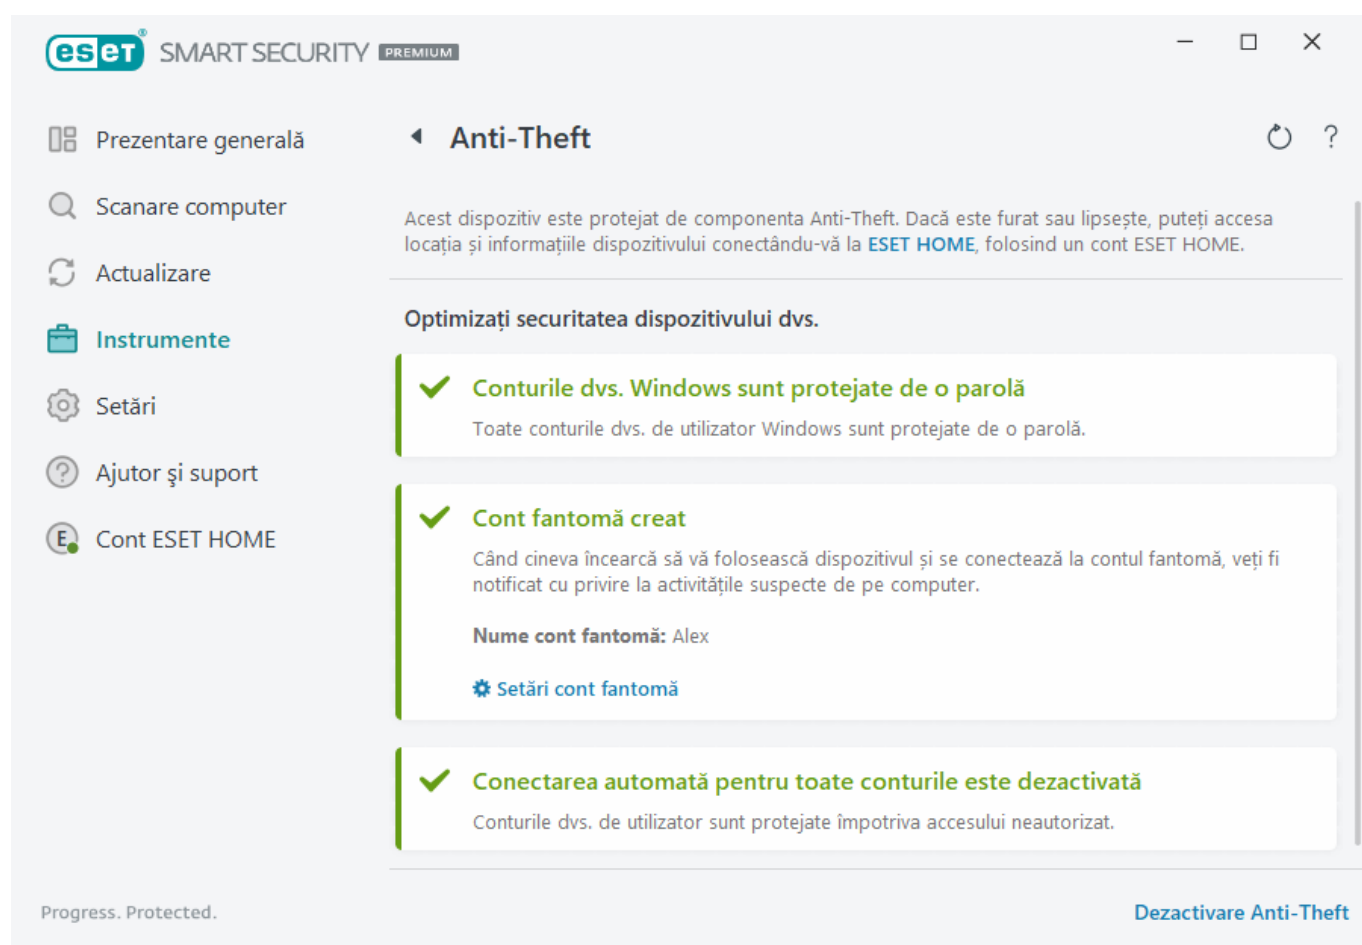 eset® SMART SECURITY PREMIUM
Prezentare generală
Scanare computer
Actualizare
Instrumente
Setări
Ajutor şi suport
E Cont ESET HOME
Anti-Theft
?
Acest dispozitiv este protejat de componenta Anti-Theft. Dacă este furat sau lipsește, puteți accesa
locația și informațiile dispozitivului conectându-vă la ESET HOME, folosind un cont ESET HOME.
Optimizați securitatea dispozitivului dvs.
Conturile dvs. Windows sunt protejate de o parolă
Toate conturile dvs. de utilizator Windows sunt protejate de o parolă.
Cont fantomă creat
Când cineva încearcă să vă folosească dispozitivul și se conectează la contul fantomă, veți fi
notificat cu privire la activitățile suspecte de pe computer.
Nume cont fantomă: Alex
Setări cont fantomă
Conectarea automată pentru toate conturile este dezactivată
Conturile dvs. de utilizator sunt protejate împotriva accesului neautorizat.
Progress. Protected.
Dezactivare Anti-Theft